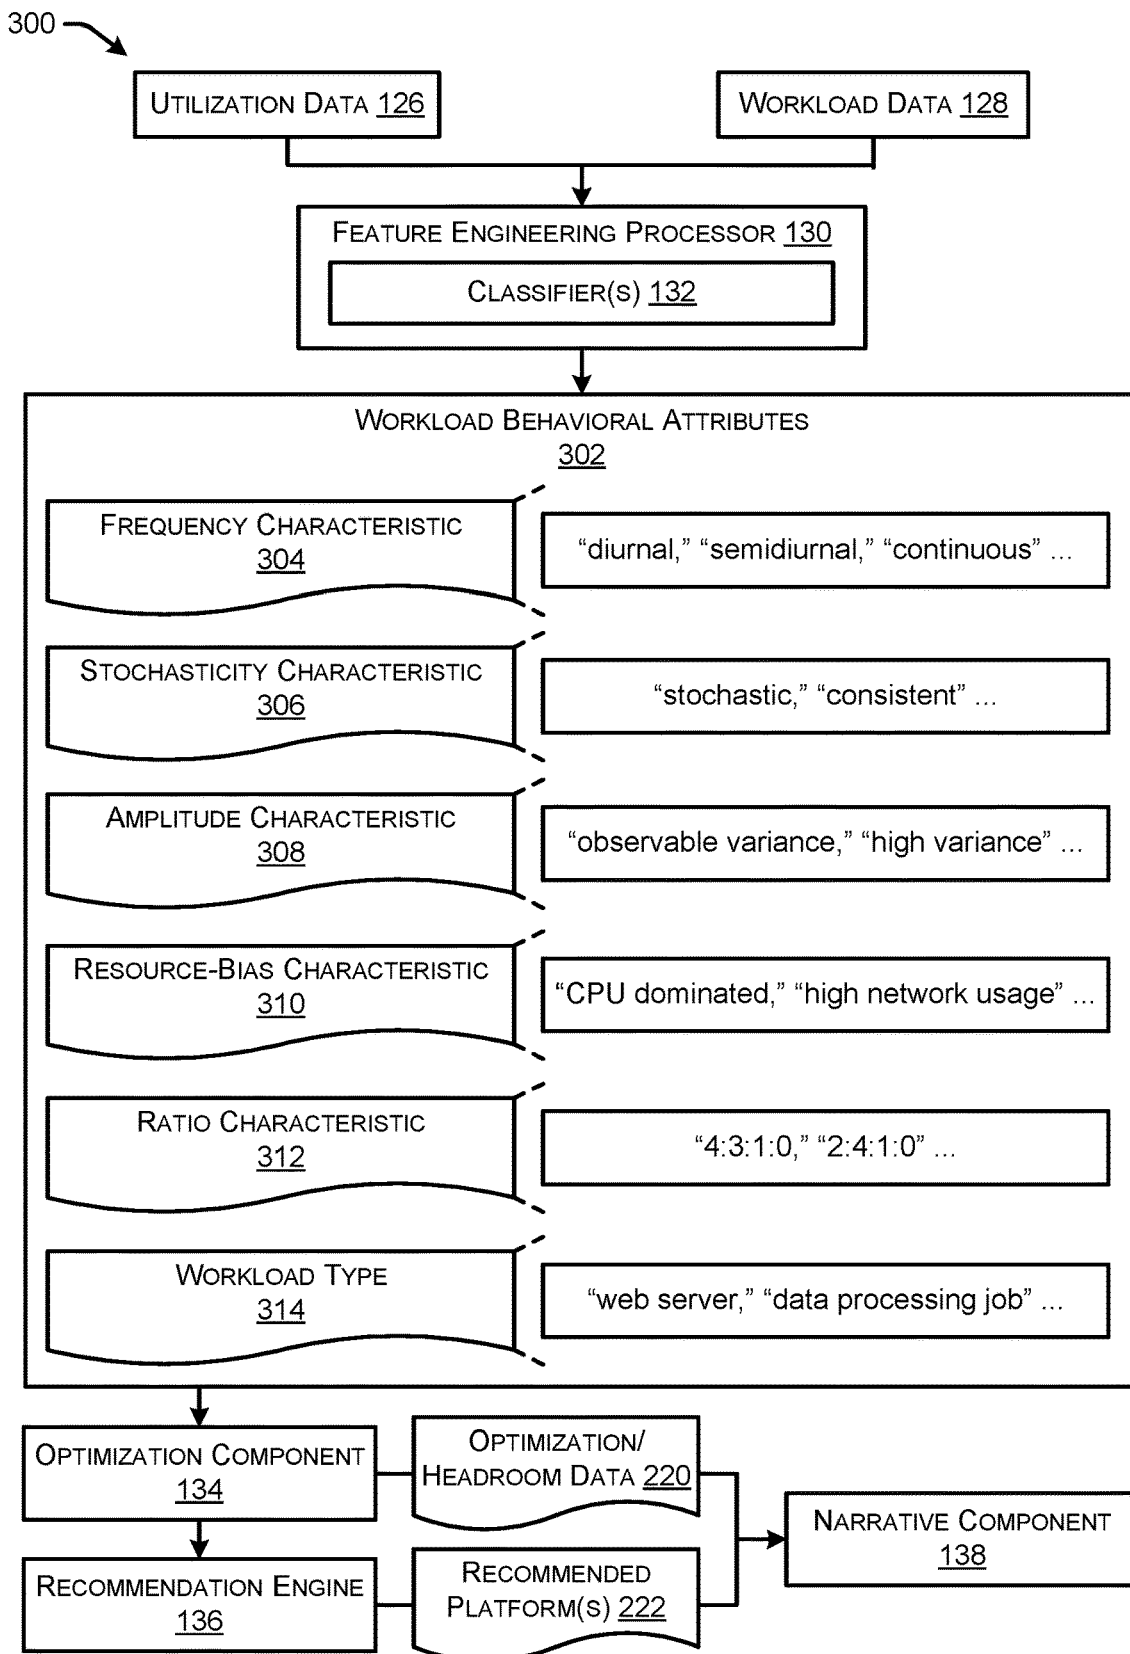 300
UTILIZATION DATA 126
WORKLOAD DATA 128
FEATURE ENGINEERING PROCESSOR 130
CLASSIFIER(S) 132
WORKLOAD BEHAVIORAL ATTRIBUTES
302
FREQUENCY CHARACTERISTIC
304
“diurnal,” “semidiurnal,” “continuous” ...
STOCHASTICITY CHARACTERISTIC
306
“stochastic,” “consistent” ...
AMPLITUDE CHARACTERISTIC
308
“observable variance,” “high variance” ...
RESOURCE-BIAS CHARACTERISTIC
310
“CPU dominated,” “high network usage” ...
RATIO CHARACTERISTIC
312
“4:3:1:0,” “2:4:1:0” ...
WORKLOAD TYPE
314
“web server,” “data processing job” ...
OPTIMIZATION COMPONENT
134
OPTIMIZATION/
HEADROOM DATA 220
RECOMMENDATION ENGINE
136
RECOMMENDED
PLATFORM(S) 222
NARRATIVE COMPONENT
138